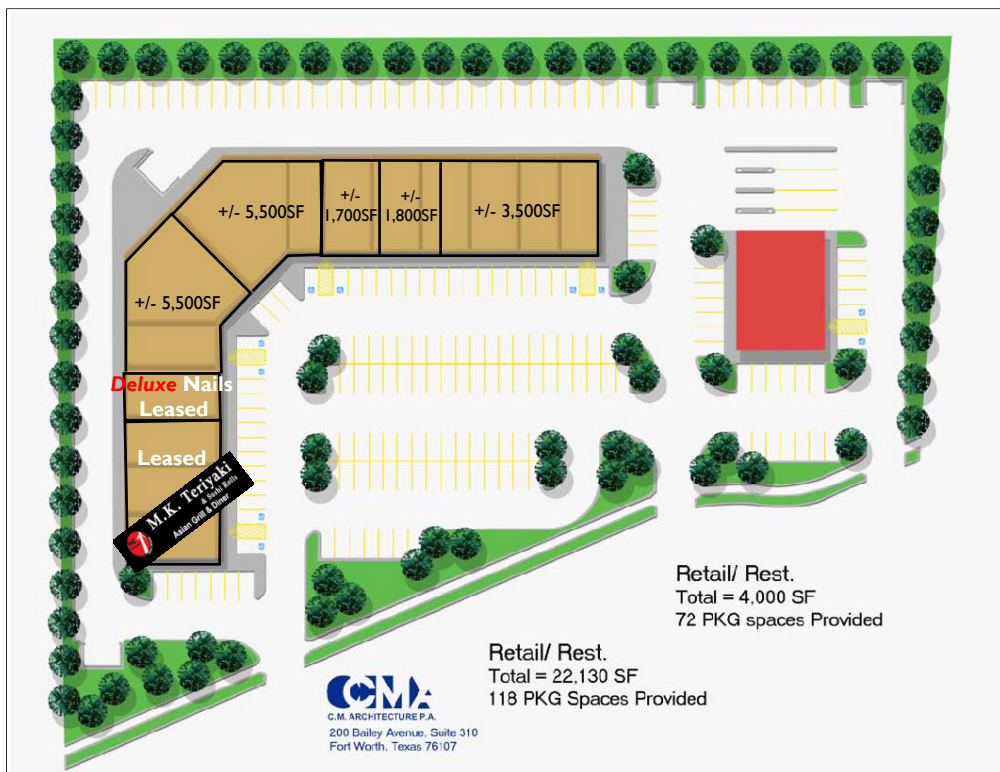 +/- 5,500SF
+/-
1,700SF
+/-
1,800SF
+/- 3,500SF
+/- 5,500SF
Deluxe Nails
Leased
Leased
M.K. Teriyaki
& Sushi Rolls
Asian Grill & Diner
Retail/ Rest.
Total = 4,000 SF
72 PKG spaces Provided
Retail/ Rest.
Total = 22,130 SF
118 PKG Spaces Provided
CMA
C.M. ARCHITECTURE P.A.
200 Bailey Avenue, Suite 310
Fort Worth, Texas 76107